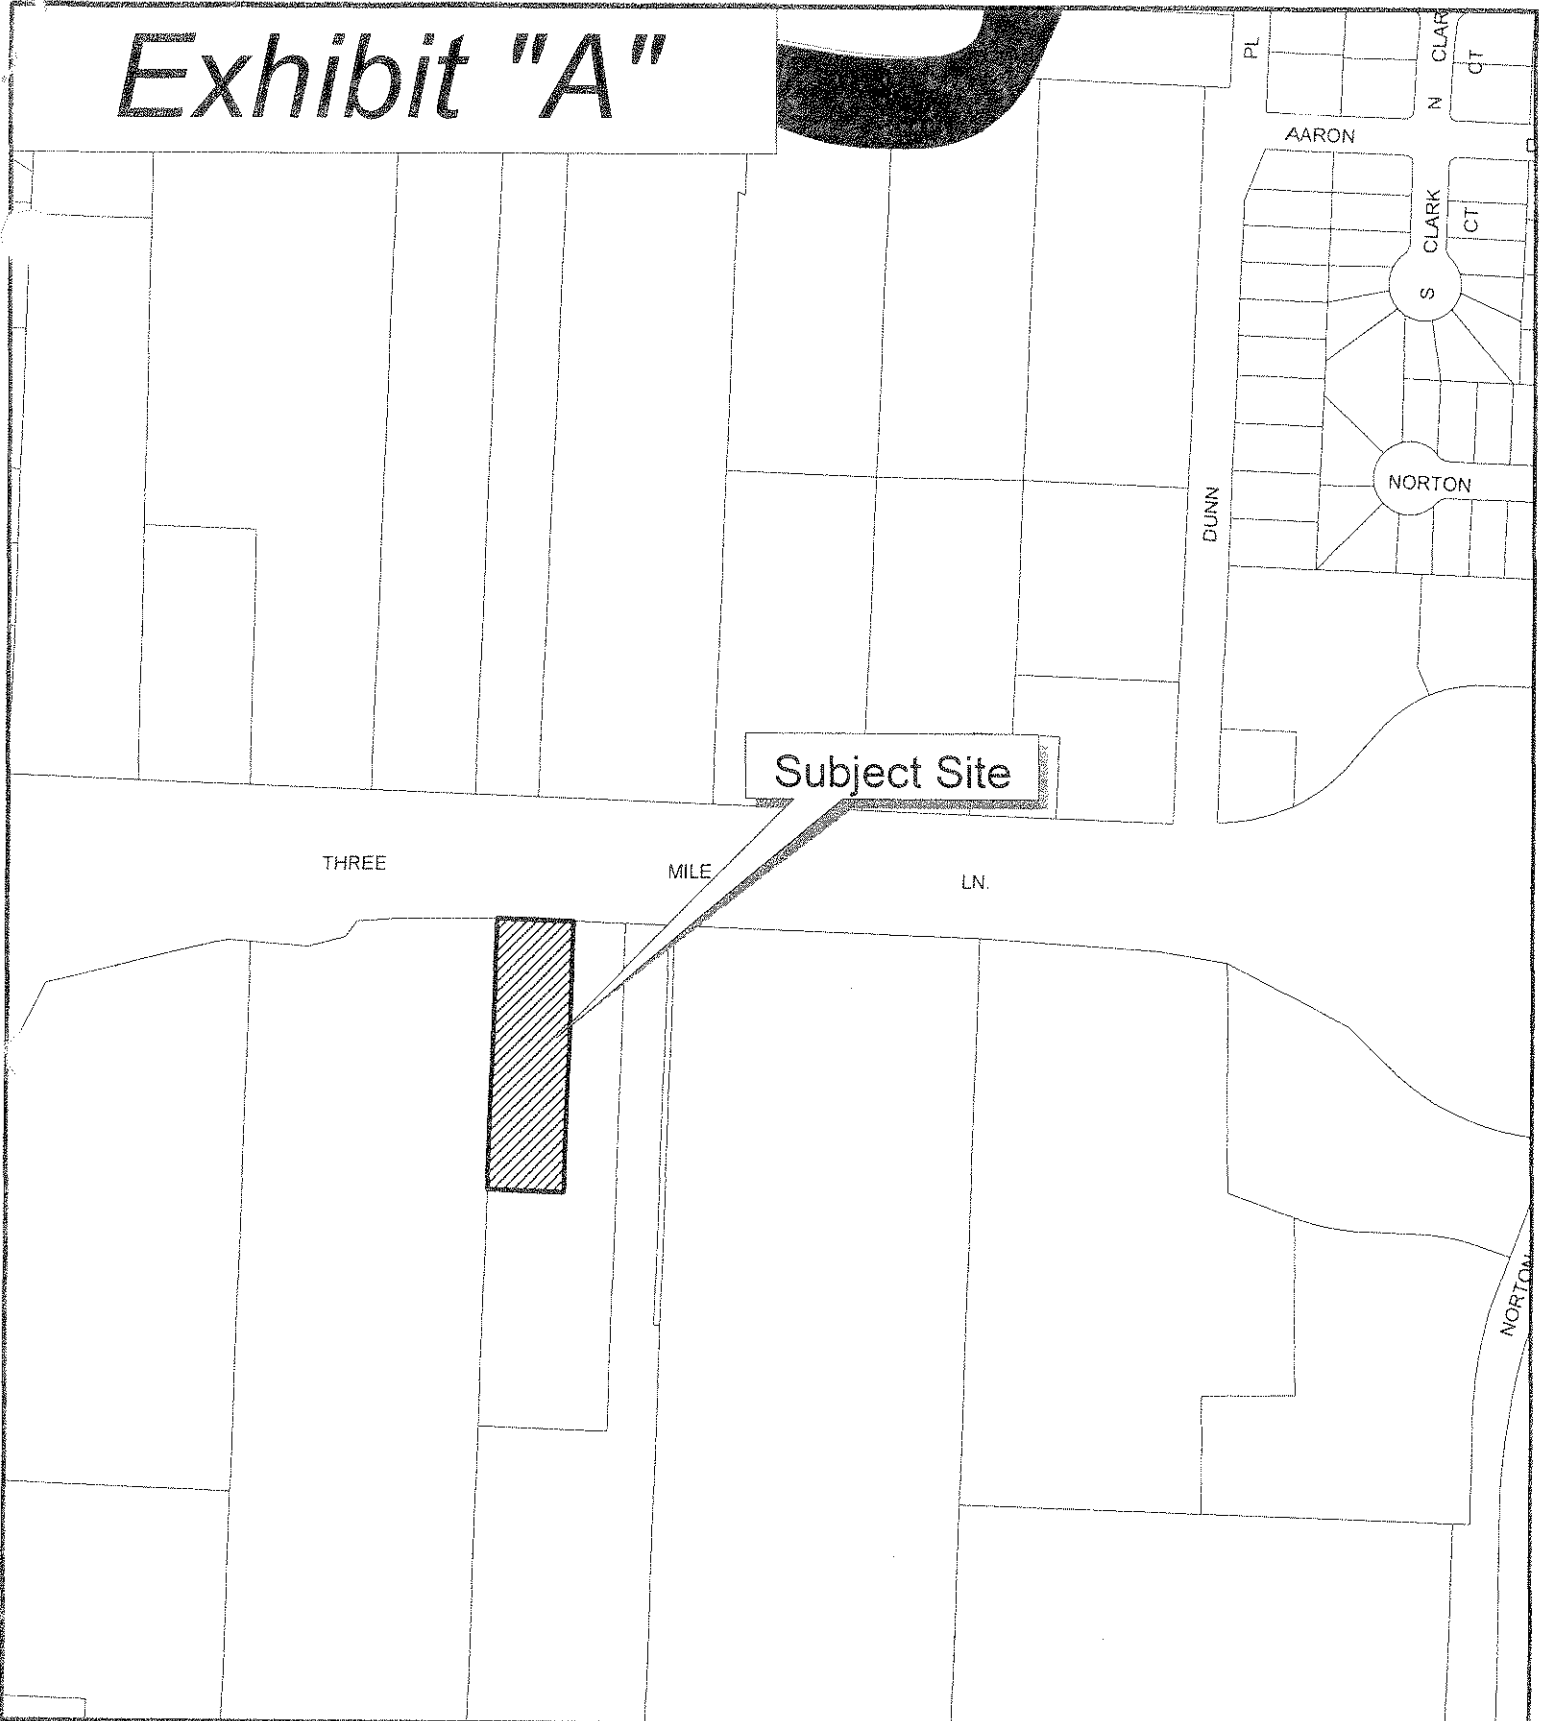 Exhibit "A"
PL
N CLAR
CT
AARON
S CLARK
CT
NORTON
DUNN
Subject Site
THREE MILE LN.
NORTON